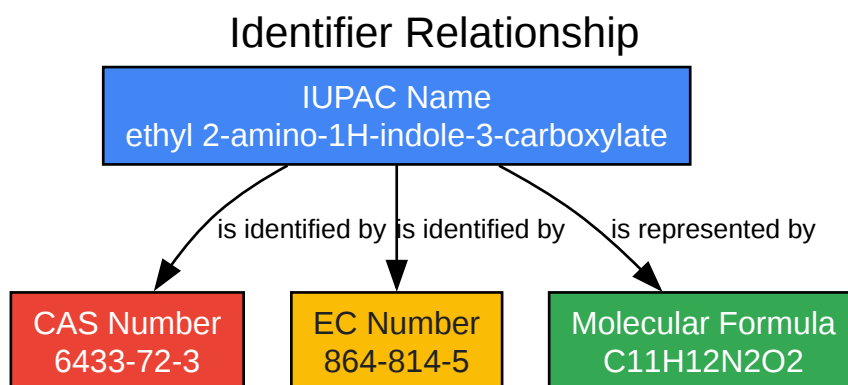 Identifier Relationship
IUPAC Name
ethyl 2-amino-1H-indole-3-carboxylate
is identified by is identified by is represented by
CAS Number
6433-72-3
EC Number
864-814-5
Molecular Formula
C11H12N2O2